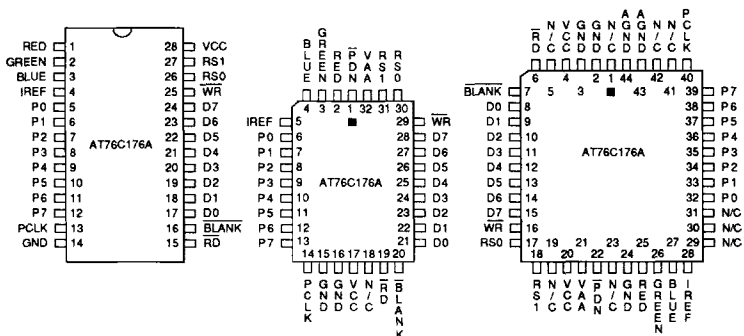 RED 1
GREEN 2
BLUE 3
IREF 4
P0 5
P1 6
P2 7
P3 8
P4 9
P5 10
P6 11
P7 12
PCLK 13
GND 14
AT76C176A
28 VCC
27 RS1
26 RS0
25 WR
24 D7
23 D6
22 D5
21 D4
20 D3
19 D2
18 D1
17 D0
16 BLANK
15 RD
BLUE GREEN RED PDN VAA RS1 RS0
4 3 2 1 32 31 30
IREF 5
P0 6
P1 7
P2 8
P3 9
P4 10
P5 11
P6 12
P7 13
AT76C176A
29 WR
28 D7
27 D6
26 D5
25 D4
24 D3
23 D2
22 D1
21 D0
14 15 16 17 18 19 20
PCLK GND GND VCC N/C RD BLANK
RD N/C VCC GND GND N/C AGND AGND N/C N/C PCLK
6 5 4 3 2 1 44 43 42 41 40
BLANK 7
D0 8
D1 9
D2 10
D3 11
D4 12
D5 13
D6 14
D7 15
WR 16
RS0 17
AT76C176A
39 P7
38 P6
37 P5
36 P4
35 P3
34 P2
33 P1
32 P0
31 N/C
30 N/C
29 N/C
18 19 20 21 22 23 24 25 26 27 28
RS1 N/C VAA PDN N/C RED GREEN BLUE IREF